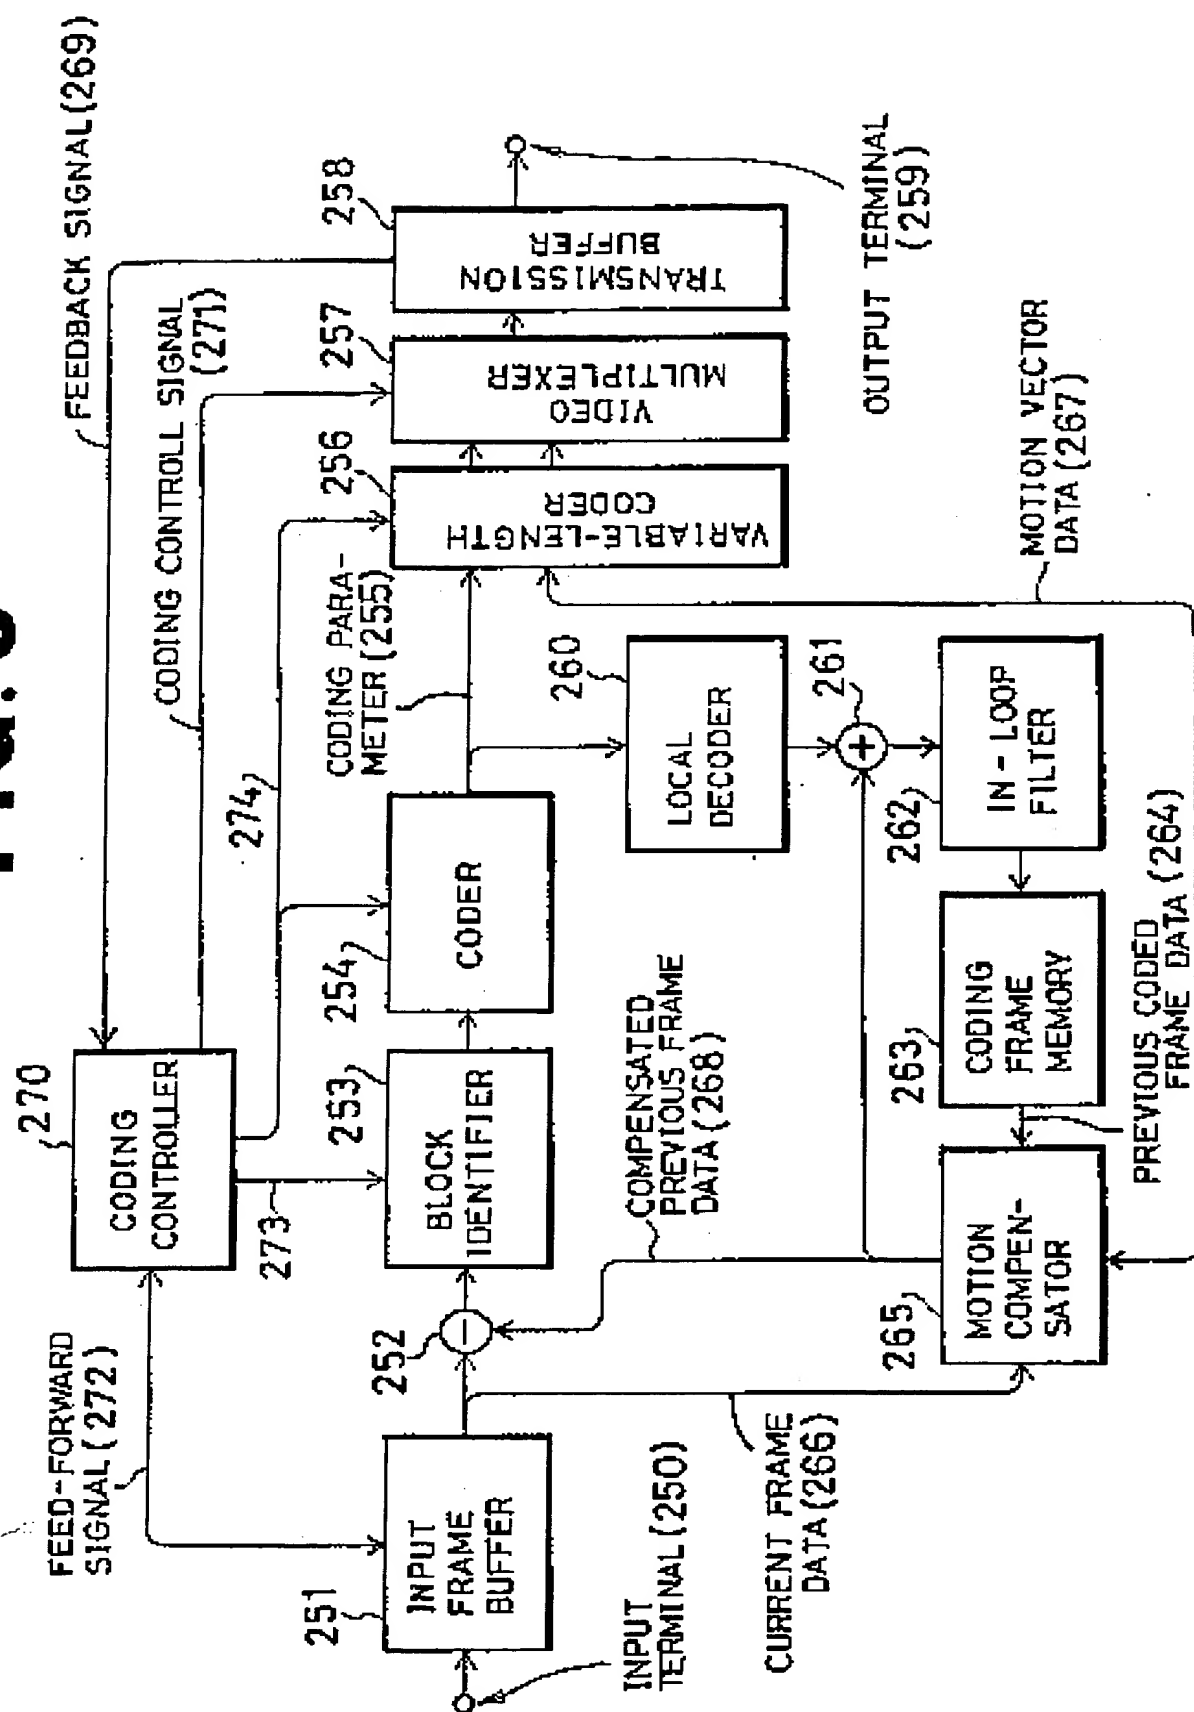 FEEDBACK SIGNAL(269)
270
FEED-FORWARD
SIGNAL(272)
CODING
CONTROLLER
CODING CONTROLL SIGNAL
(271)
273
274
251
252
253
254
CODING PARA-
METER(255)
256
257
258
INPUT
FRAME
BUFFER
BLOCK
IDENTIFIER
CODER
VARIABLE-LENGTH
CODER
VIDEO
MULTIPLEXER
TRANSMISSION
BUFFER
INPUT
TERMINAL(250)
260
LOCAL
DECODER
OUTPUT TERMINAL
(259)
COMPENSATED
PREVIOUS FRAME
DATA(268)
CURRENT FRAME
DATA(266)
261
265
263
262
MOTION
COMPEN-
SATOR
CODING
FRAME
MEMORY
IN-LOOP
FILTER
MOTION VECTOR
DATA(267)
PREVIOUS CODED
FRAME DATA(264)
+
-